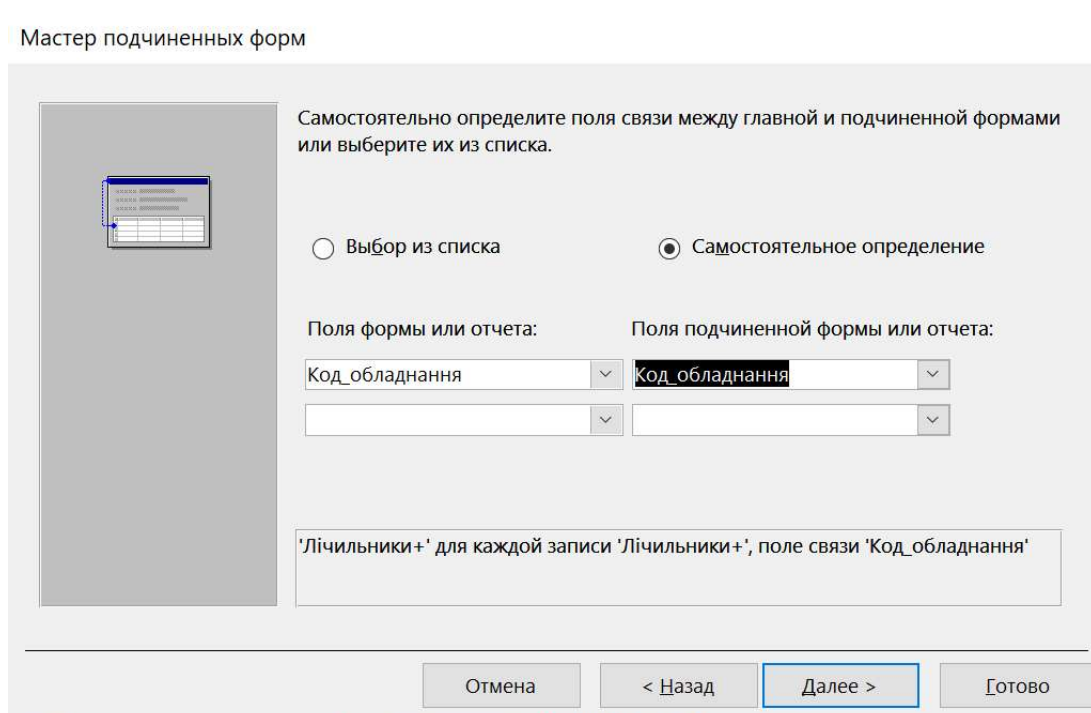 Мастер подчиненных форм
Самостоятельно определите поля связи между главной и подчиненной формами
или выберите их из списка.
Выбор из списка
Самостоятельное определение
Поля формы или отчета:
Поля подчиненной формы или отчета:
Код_обладнання
Код_обладнання
'Лічильники+' для каждой записи 'Лічильники+', поле связи 'Код_обладнання'
Отмена
< Назад
Далее >
Готово